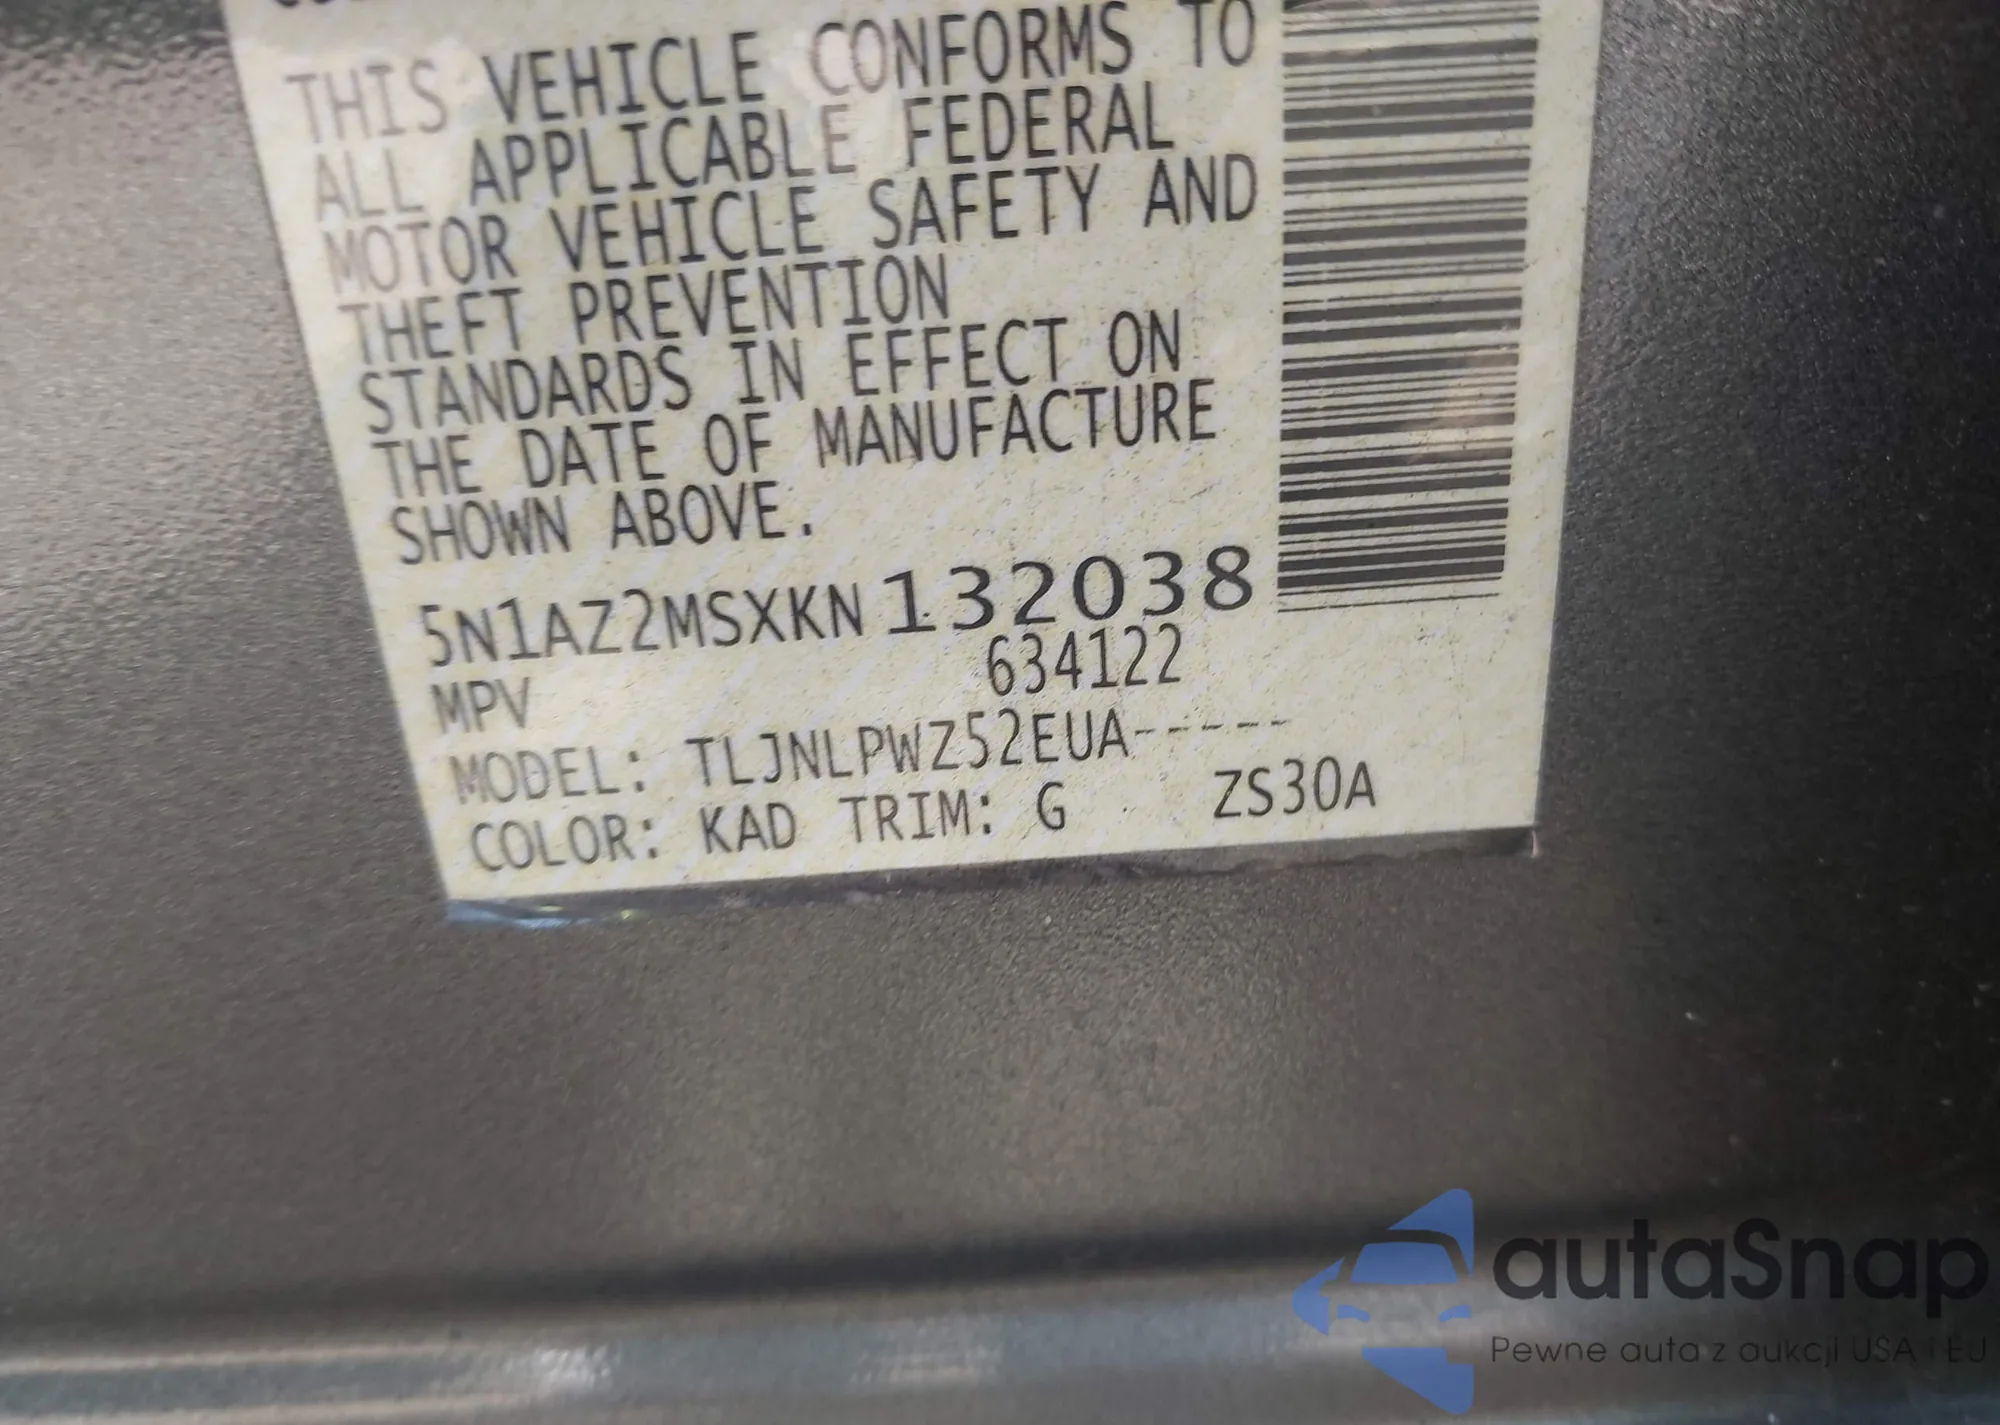 THIS VEHICLE CONFORMS TO
ALL APPLICABLE FEDERAL
MOTOR VEHICLE SAFETY AND
THEFT PREVENTION
STANDARDS IN EFFECT ON
THE DATE OF MANUFACTURE
SHOWN ABOVE.
5N1AZ2MSXKN132038
MPV 634122
MODEL: TLJNLPWZ52EUA-----
COLOR: KAD TRIM: G ZS30A
autaSnap
Pewne auta z aukcji USA i EU